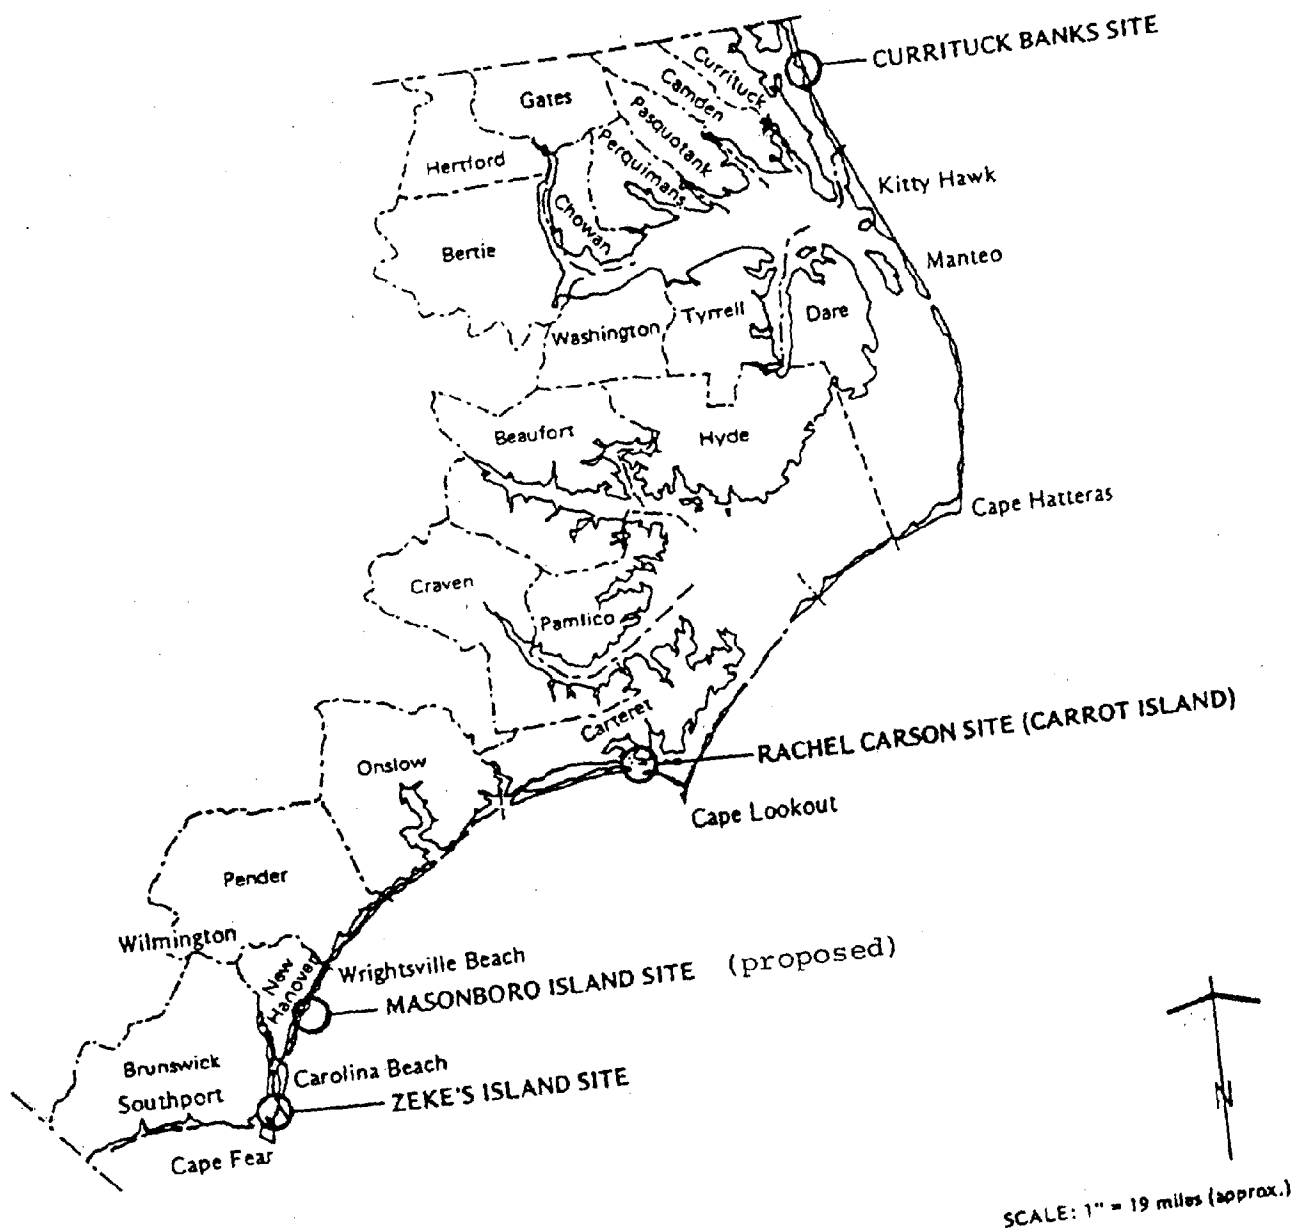 CURRITUCK BANKS SITE
Currituck
Camden
Gates
Pasquotank
Perquimans
Hertford
Kitty Hawk
Chowan
Bertie
Manteo
Tyrrell
Dare
Washington
Beaufort
Hyde
Cape Hatteras
Craven
Pamlico
Carteret
RACHEL CARSON SITE (CARROT ISLAND)
Onslow
Cape Lookout
Pender
Wilmington
New
Hanover
Wrightsville Beach
MASONBORO ISLAND SITE (proposed)
Brunswick
Carolina Beach
Southport
ZEKE'S ISLAND SITE
Cape Fear
N
SCALE: 1" = 19 miles (approx.)